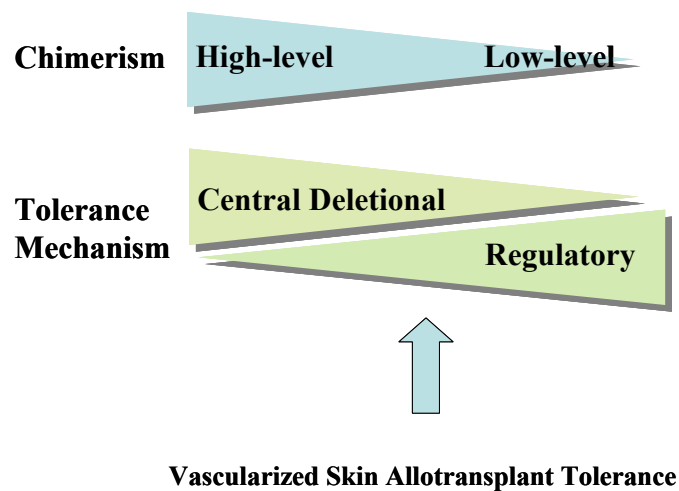 Chimerism High-level Low-level
Central Deletional
Tolerance
Mechanism
Regulatory
Vascularized Skin Allotransplant Tolerance